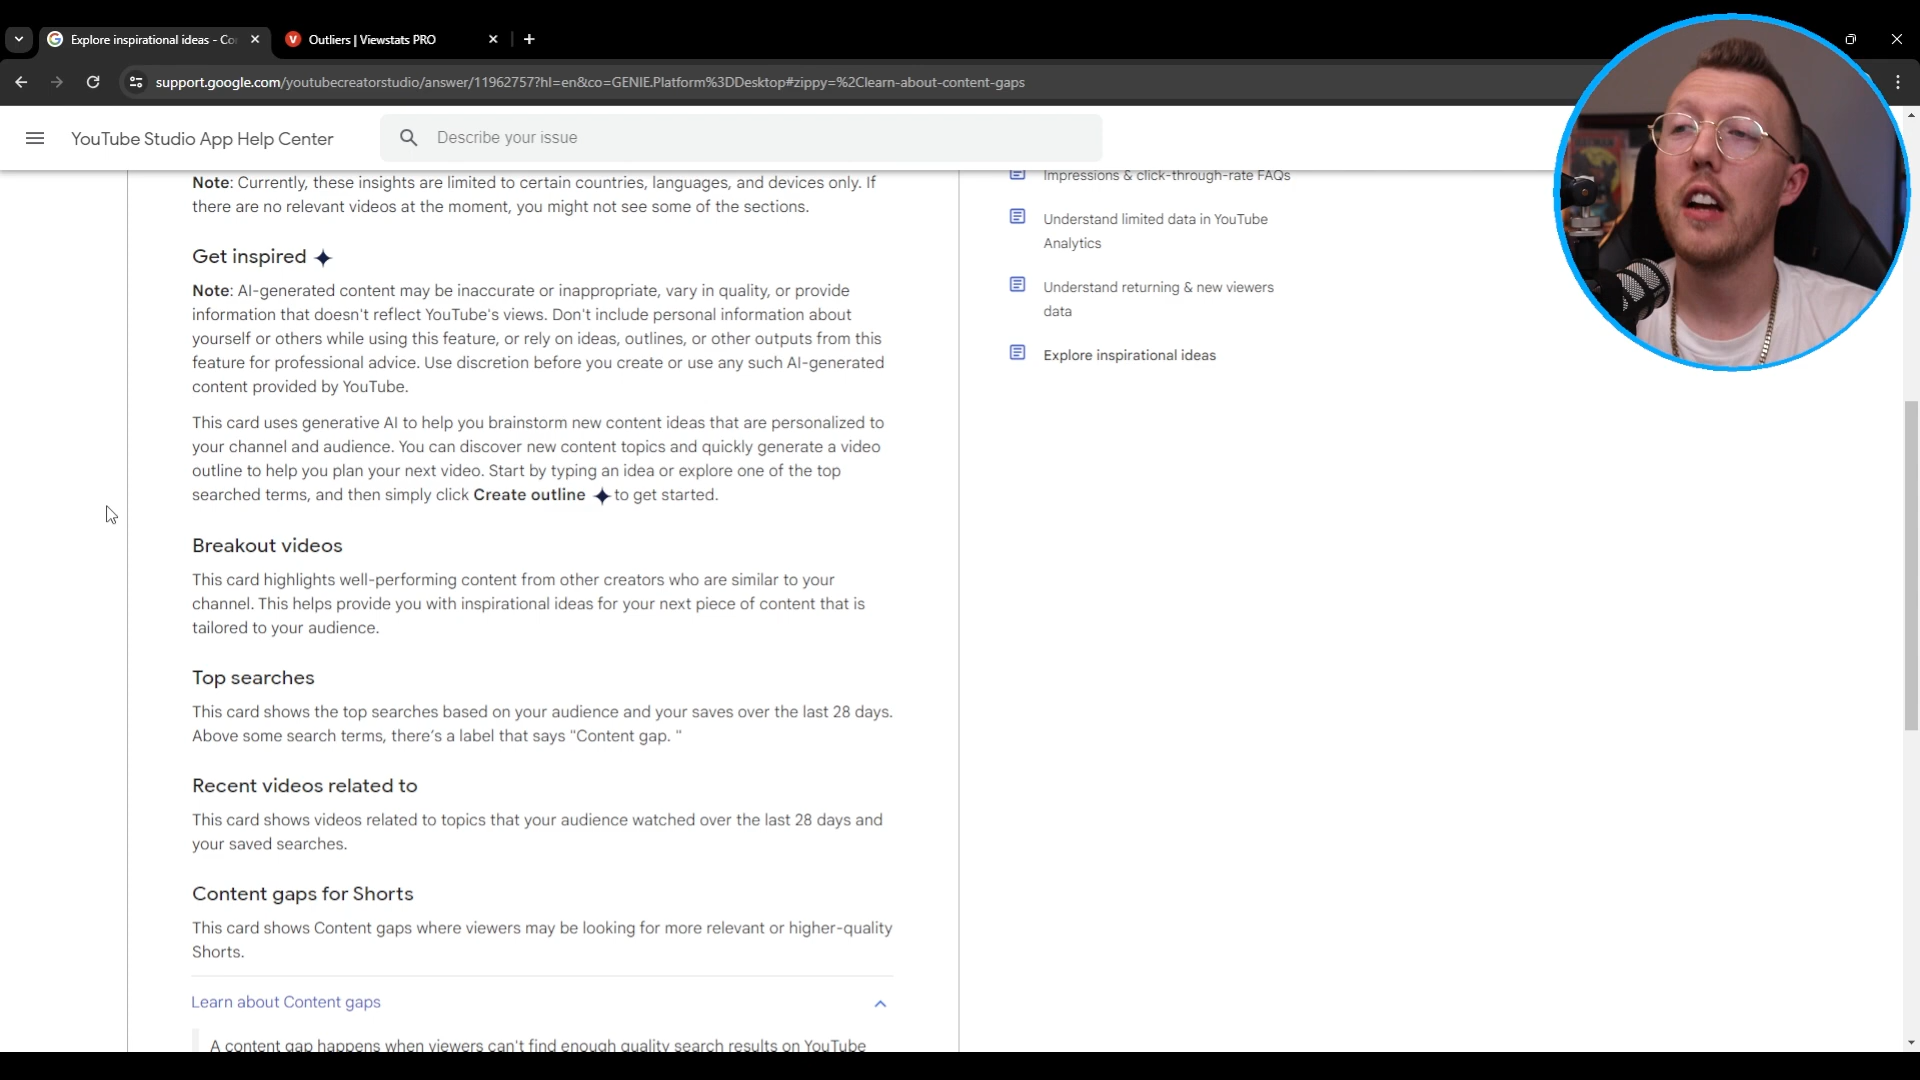 Explore inspirational ideas - Co
Outliers | Viewstats PRO
support.google.com/youtubecreatorstudio/answer/11962757?hl=en&co=GENIE.Platform%3DDesktop#zippy=%2Clearn-about-content-gaps
YouTube Studio App Help Center
Describe your issue
Note: Currently, these insights are limited to certain countries, languages, and devices only. If
there are no relevant videos at the moment, you might not see some of the sections.
Get inspired
Note: AI-generated content may be inaccurate or inappropriate, vary in quality, or provide
information that doesn't reflect YouTube's views. Don't include personal information about
yourself or others while using this feature, or rely on ideas, outlines, or other outputs from this
feature for professional advice. Use discretion before you create or use any such AI-generated
content provided by YouTube.
This card uses generative AI to help you brainstorm new content ideas that are personalized to
your channel and audience. You can discover new content topics and quickly generate a video
outline to help you plan your next video. Start by typing an idea or explore one of the top
searched terms, and then simply click Create outline to get started.
Breakout videos
This card highlights well-performing content from other creators who are similar to your
channel. This helps provide you with inspirational ideas for your next piece of content that is
tailored to your audience.
Top searches
This card shows the top searches based on your audience and your saves over the last 28 days.
Above some search terms, there's a label that says "Content gap. "
Recent videos related to
This card shows videos related to topics that your audience watched over the last 28 days and
your saved searches.
Content gaps for Shorts
This card shows Content gaps where viewers may be looking for more relevant or higher-quality
Shorts.
Learn about Content gaps
A content gap happens when viewers can't find enough quality search results on YouTube
Impressions & click-through-rate FAQs
Understand limited data in YouTube
Analytics
Understand returning & new viewers
data
Explore inspirational ideas